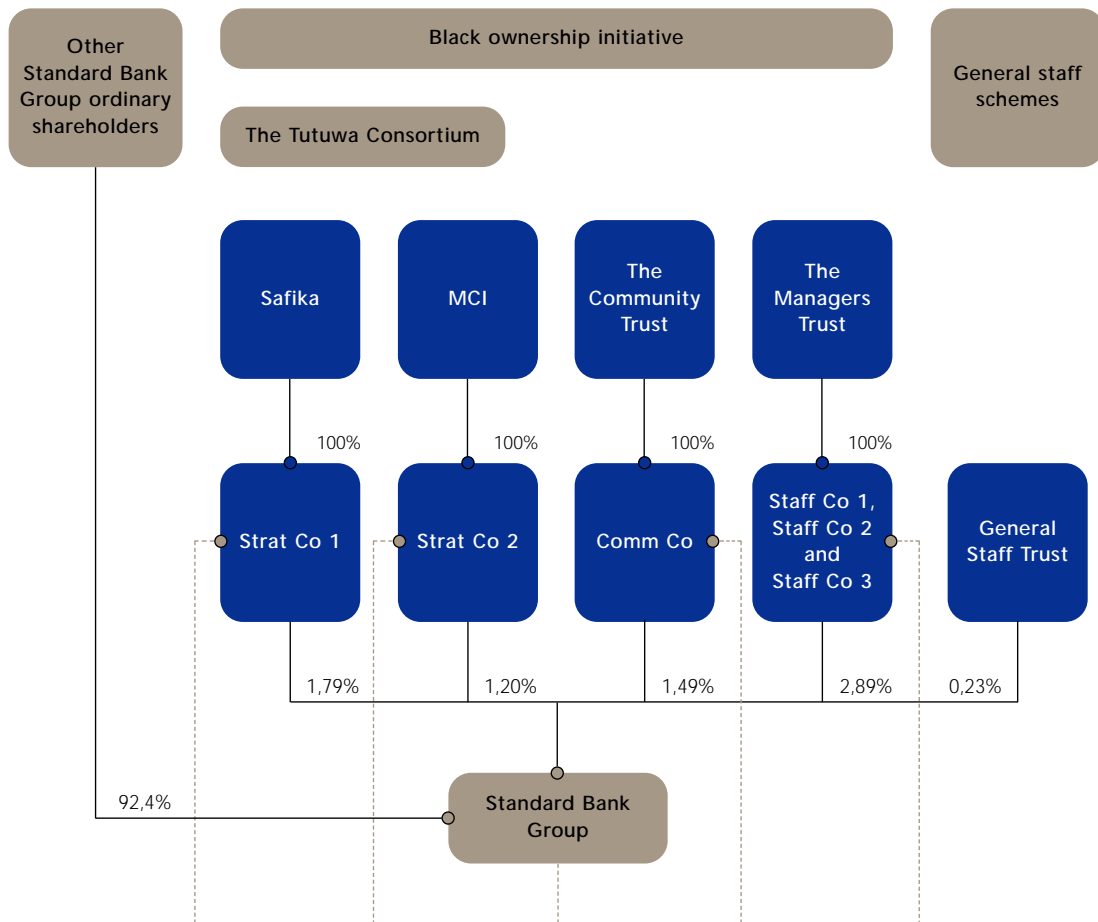 Other
Standard Bank
Group ordinary
shareholders
Black ownership initiative
General staff
schemes
The Tutuwa Consortium
Safika
MCI
The
Community
Trust
The
Managers
Trust
100%
100%
100%
100%
Strat Co 1
Strat Co 2
Comm Co
Staff Co 1,
Staff Co 2
and
Staff Co 3
General
Staff Trust
1,79%
1,20%
1,49%
2,89%
0,23%
92,4%
Standard Bank
Group